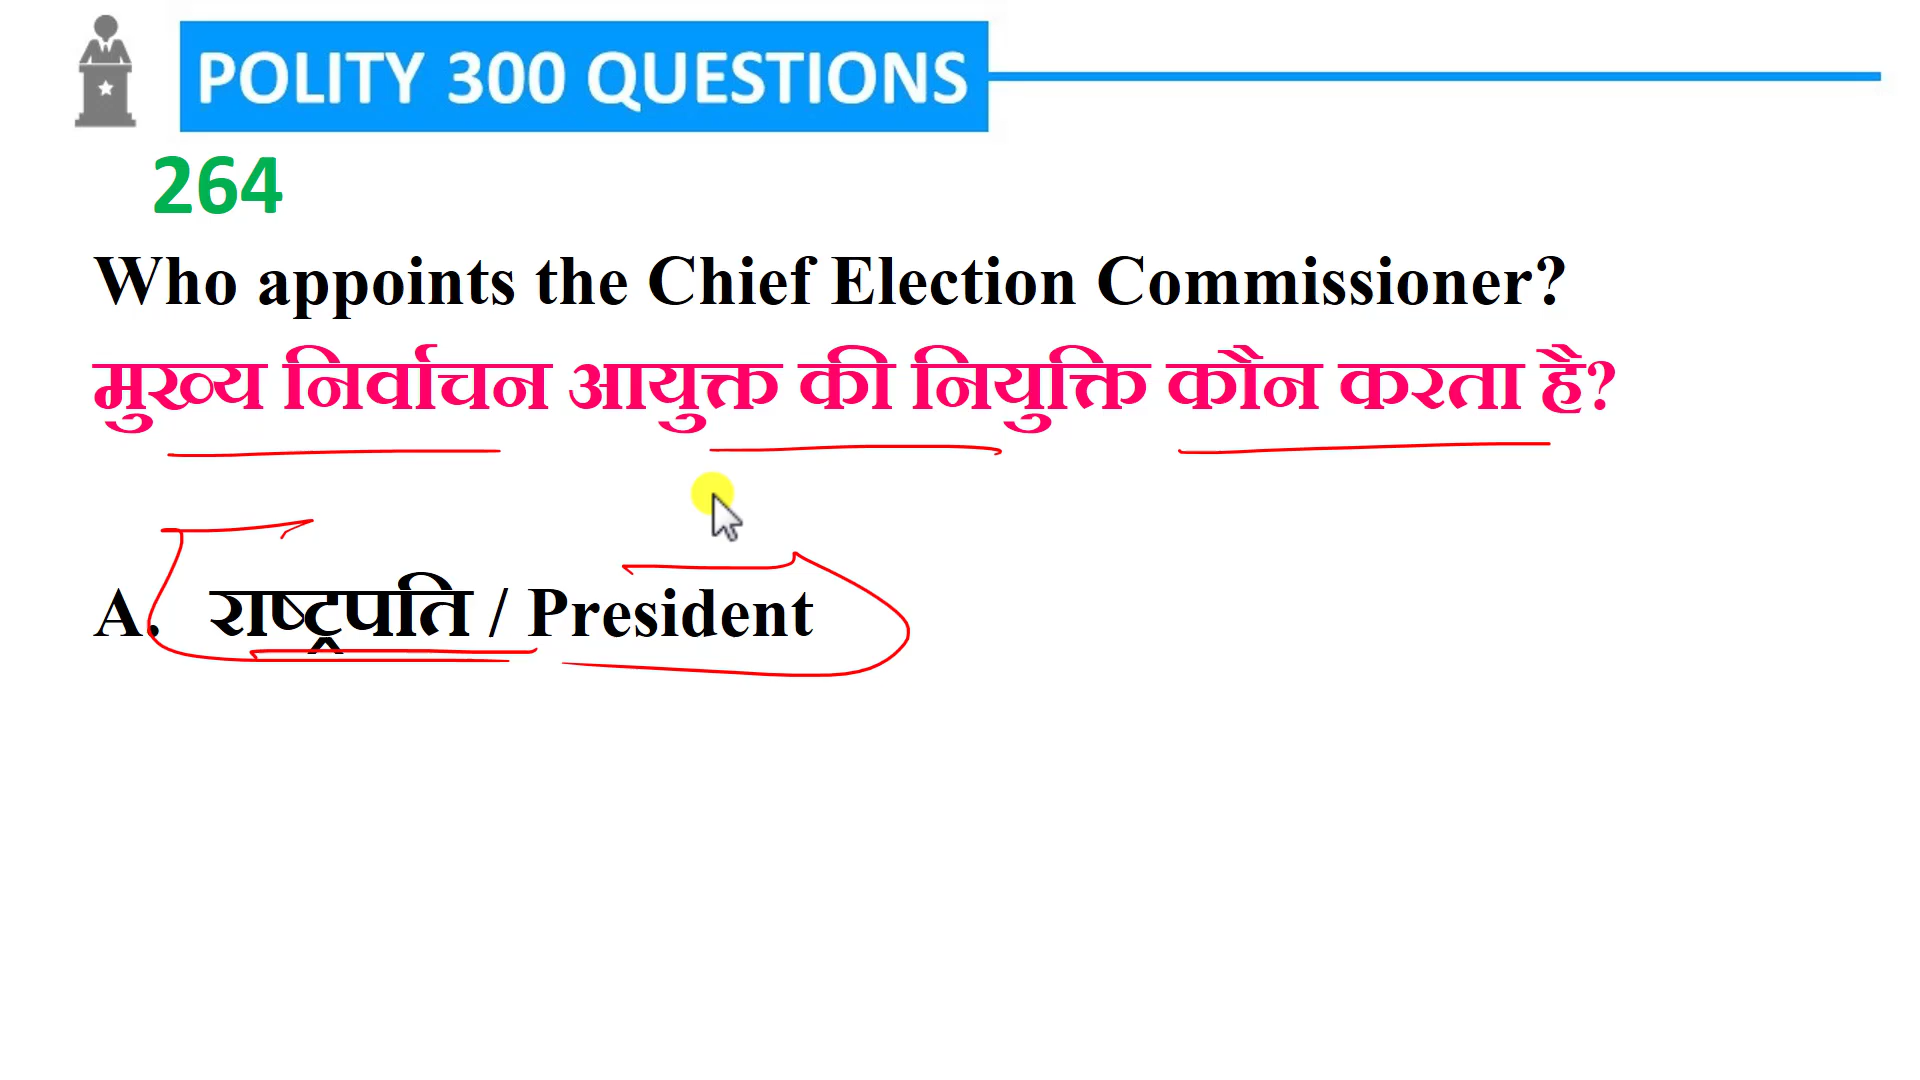 POLITY 300 QUESTIONS
264
Who appoints the Chief Election Commissioner?
मुख्य निर्वाचन आयुक्त की नियुक्ति कौन करता है?
A. राष्ट्रपति / President